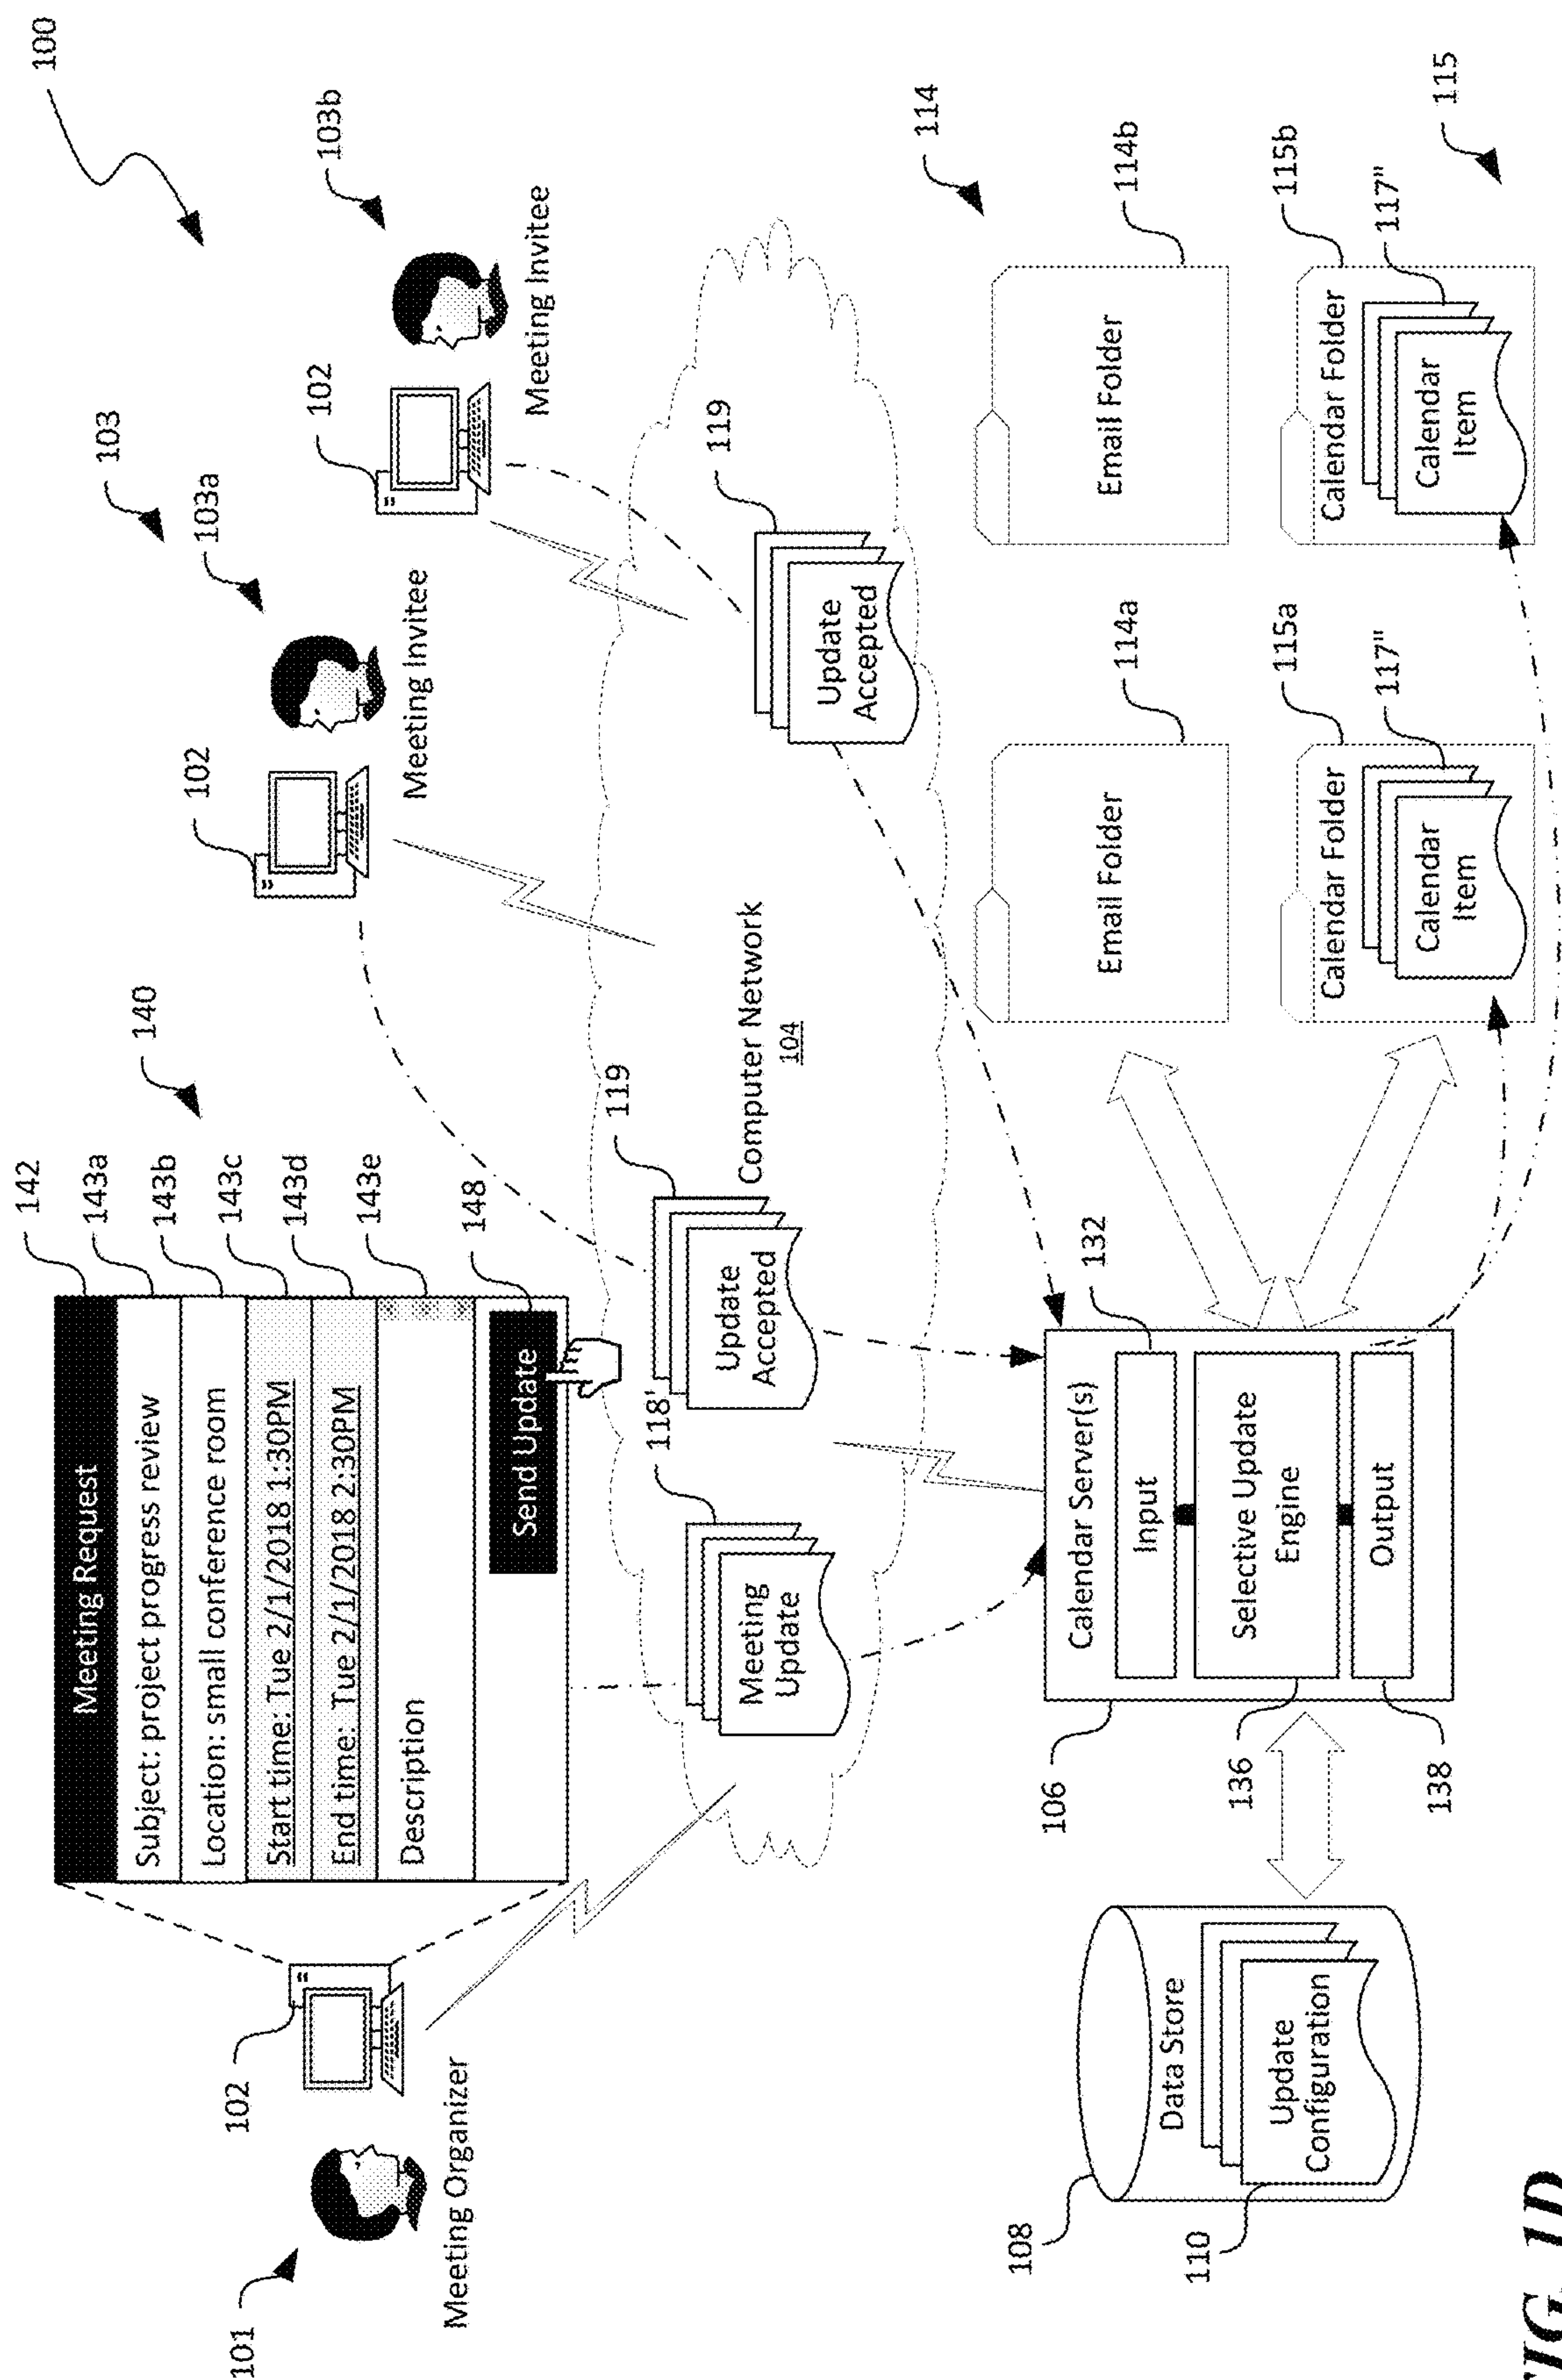 100
103
103b
103a
102
102
Meeting Invitee
Meeting Invitee
140
142
143a
143b
143c
143d
143e
148
Meeting Request
Subject: project progress review
Location: small conference room
Start time: Tue 2/1/2018 1:30PM
End time: Tue 2/1/2018 2:30PM
Description
Send Update
102
101
Meeting Organizer
118'
Meeting
Update
119
Update
Accepted
Computer Network
104
119
Update
Accepted
106
Calendar Server(s)
132
Input
Selective Update
Engine
136
Output
138
108
Data Store
110
Update
Configuration
114
114a
Email Folder
114b
Email Folder
115
115a
Calendar Folder
117"
Calendar
Item
115b
Calendar Folder
117"
Calendar
Item
FIG. 1D